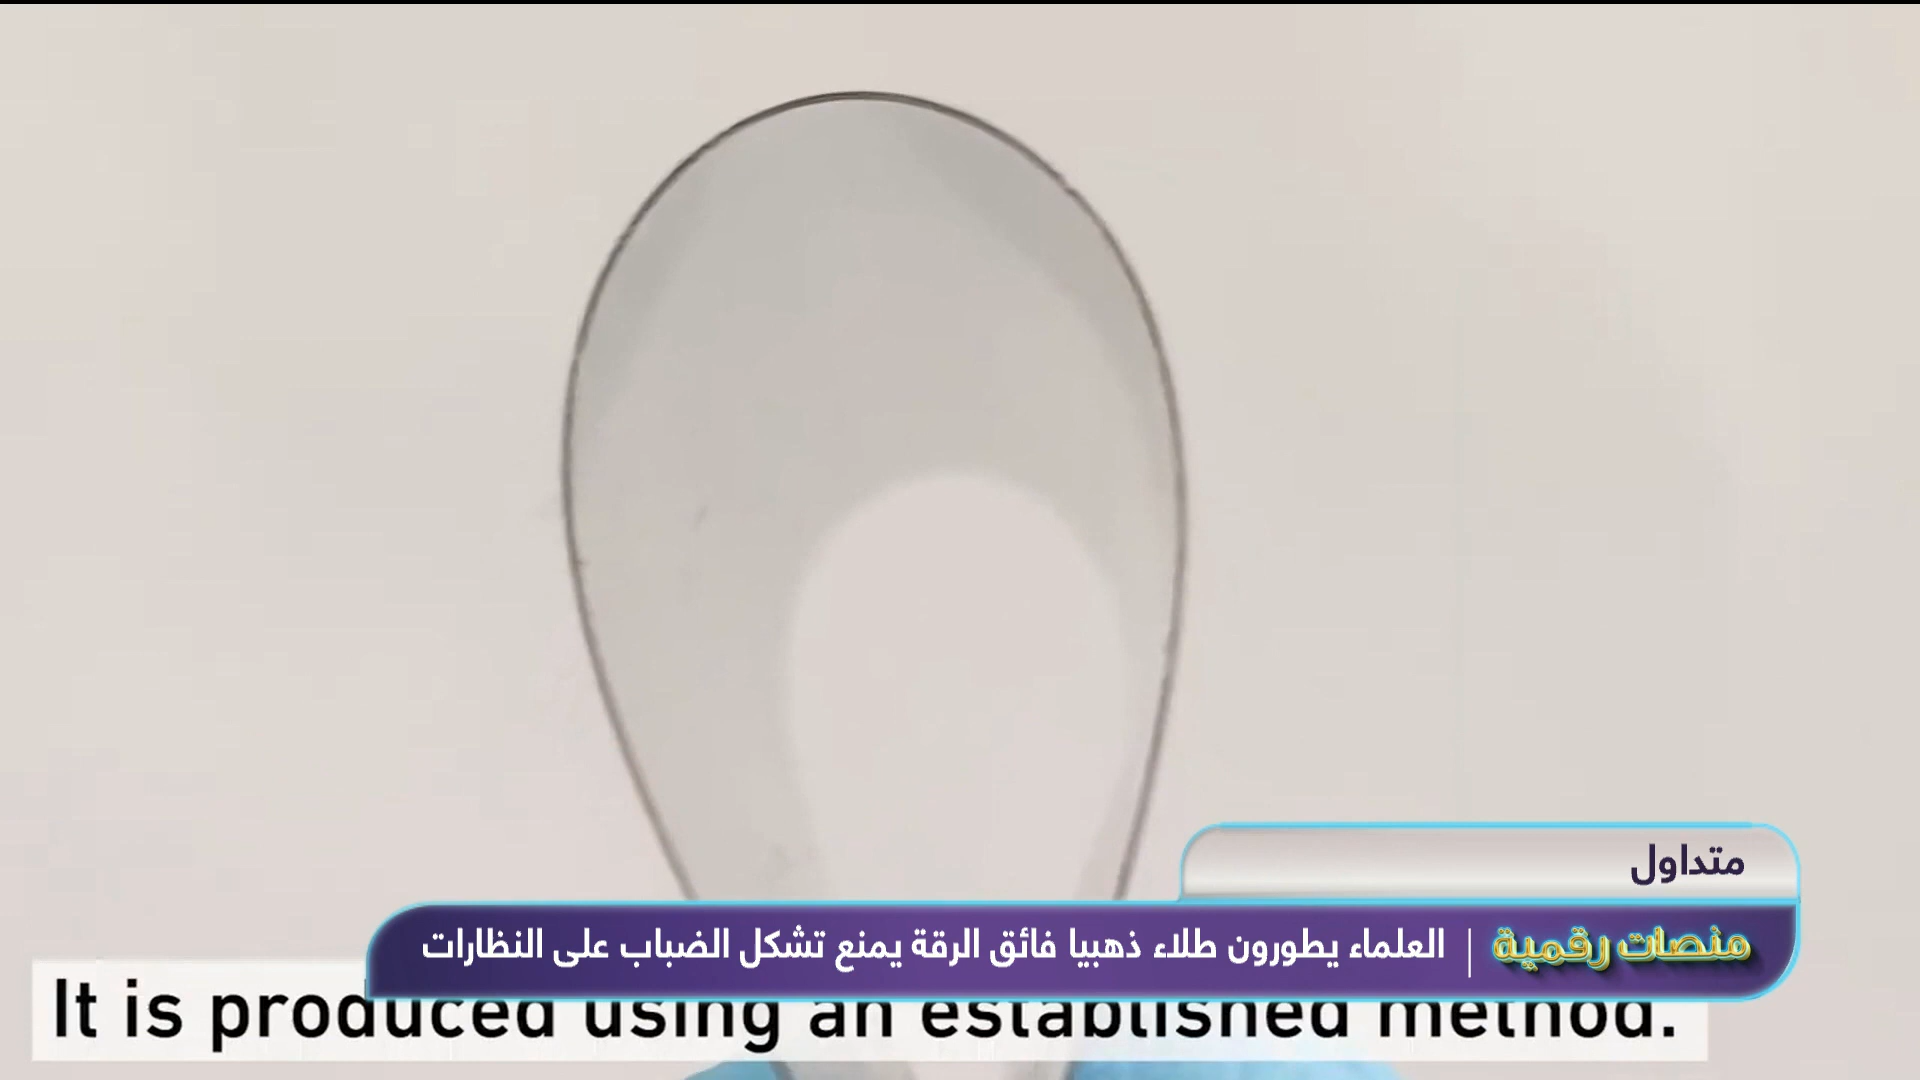 متداول
منصات رقمية | العلماء يطورون طلاء ذهبيا فائق الرقة يمنع تشكل الضباب على النظارات
It is produced using an established method.